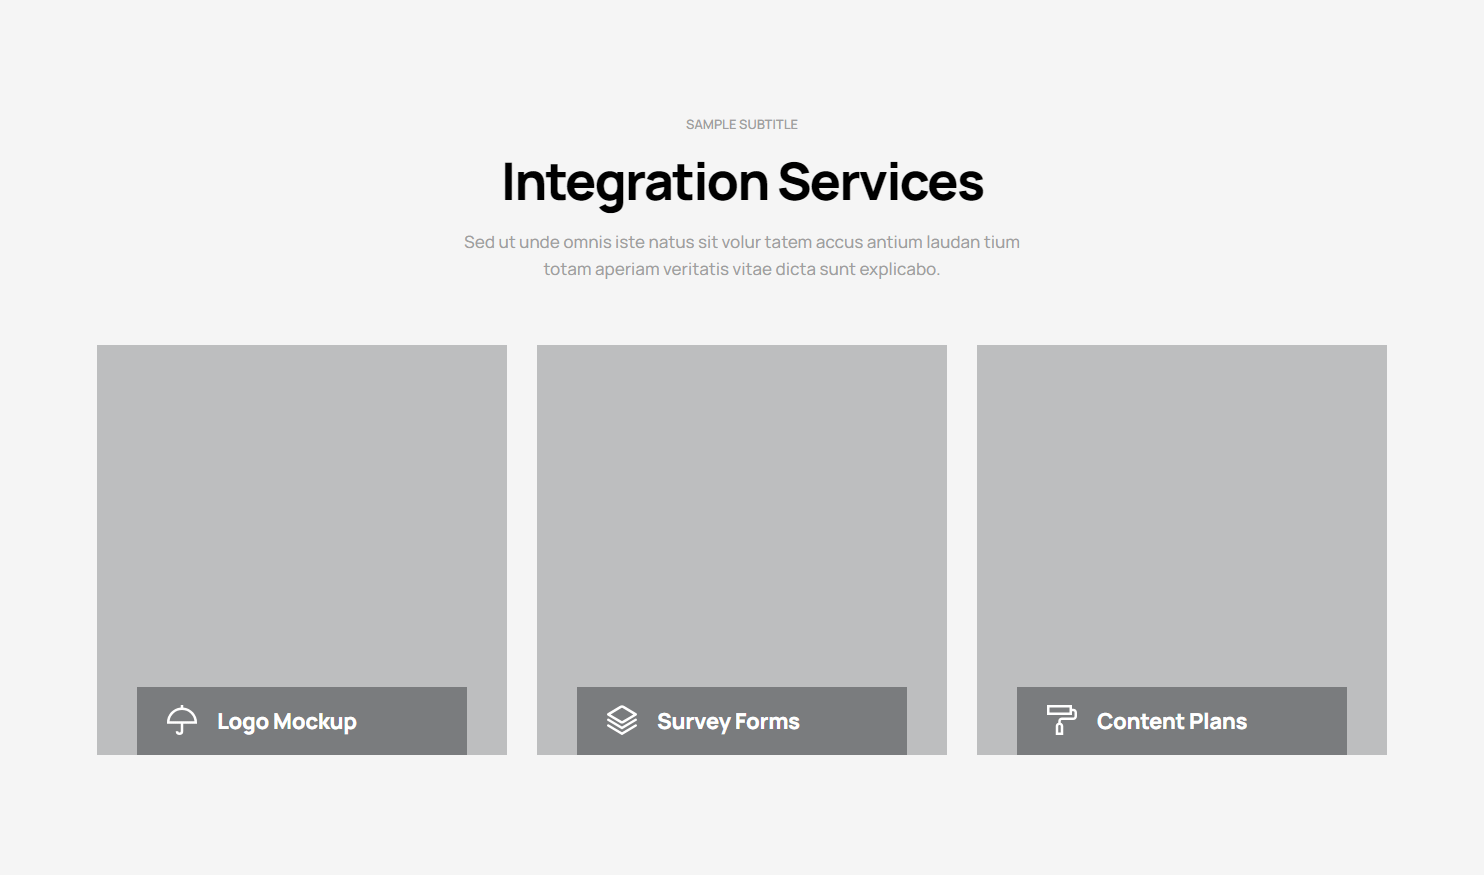 SAMPLE SUBTITLE
Integration Services
Sed ut unde omnis iste natus sit volur tatem accus antium laudan tium
totam aperiam veritatis vitae dicta sunt explicabo.
Logo Mockup
Survey Forms
Content Plans